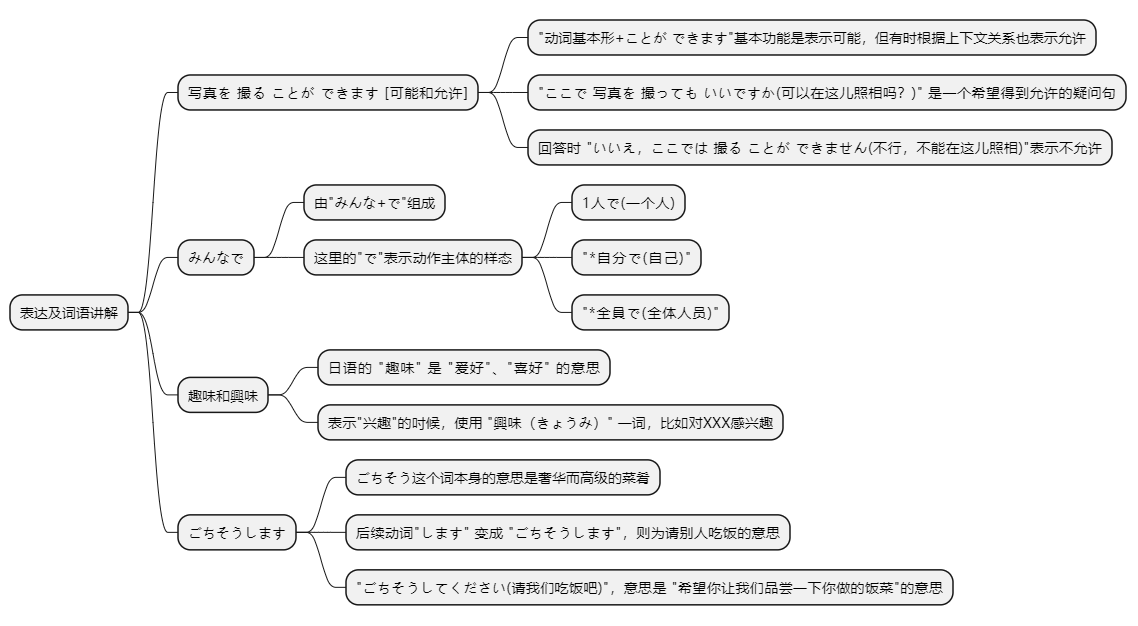 表达及词语讲解
写真を 撮る ことが できます [可能和允许]
"动词基本形+ことが できます"基本功能是表示可能，但有时根据上下文关系也表示允许
"ここで 写真を 撮っても いいですか(可以在这儿照相吗？)" 是一个希望得到允许的疑问句
回答时 "いいえ，ここでは 撮る ことが できません(不行，不能在这儿照相)"表示不允许
みんなで
由"みんな+で"组成
这里的"で"表示动作主体的样态
1人で(一个人)
"*自分で(自己)"
"*全員で(全体人员)"
趣味和興味
日语的 "趣味" 是 "爱好"、"喜好" 的意思
表示"兴趣"的时候，使用 "興味（きょうみ）" 一词，比如对XXX感兴趣
ごちそうします
ごちそう这个词本身的意思是奢华而高级的菜肴
后续动词"します" 变成 "ごちそうします"，则为请别人吃饭的意思
"ごちそうしてください(请我们吃饭吧)"，意思是 "希望你让我们品尝一下你做的饭菜"的意思